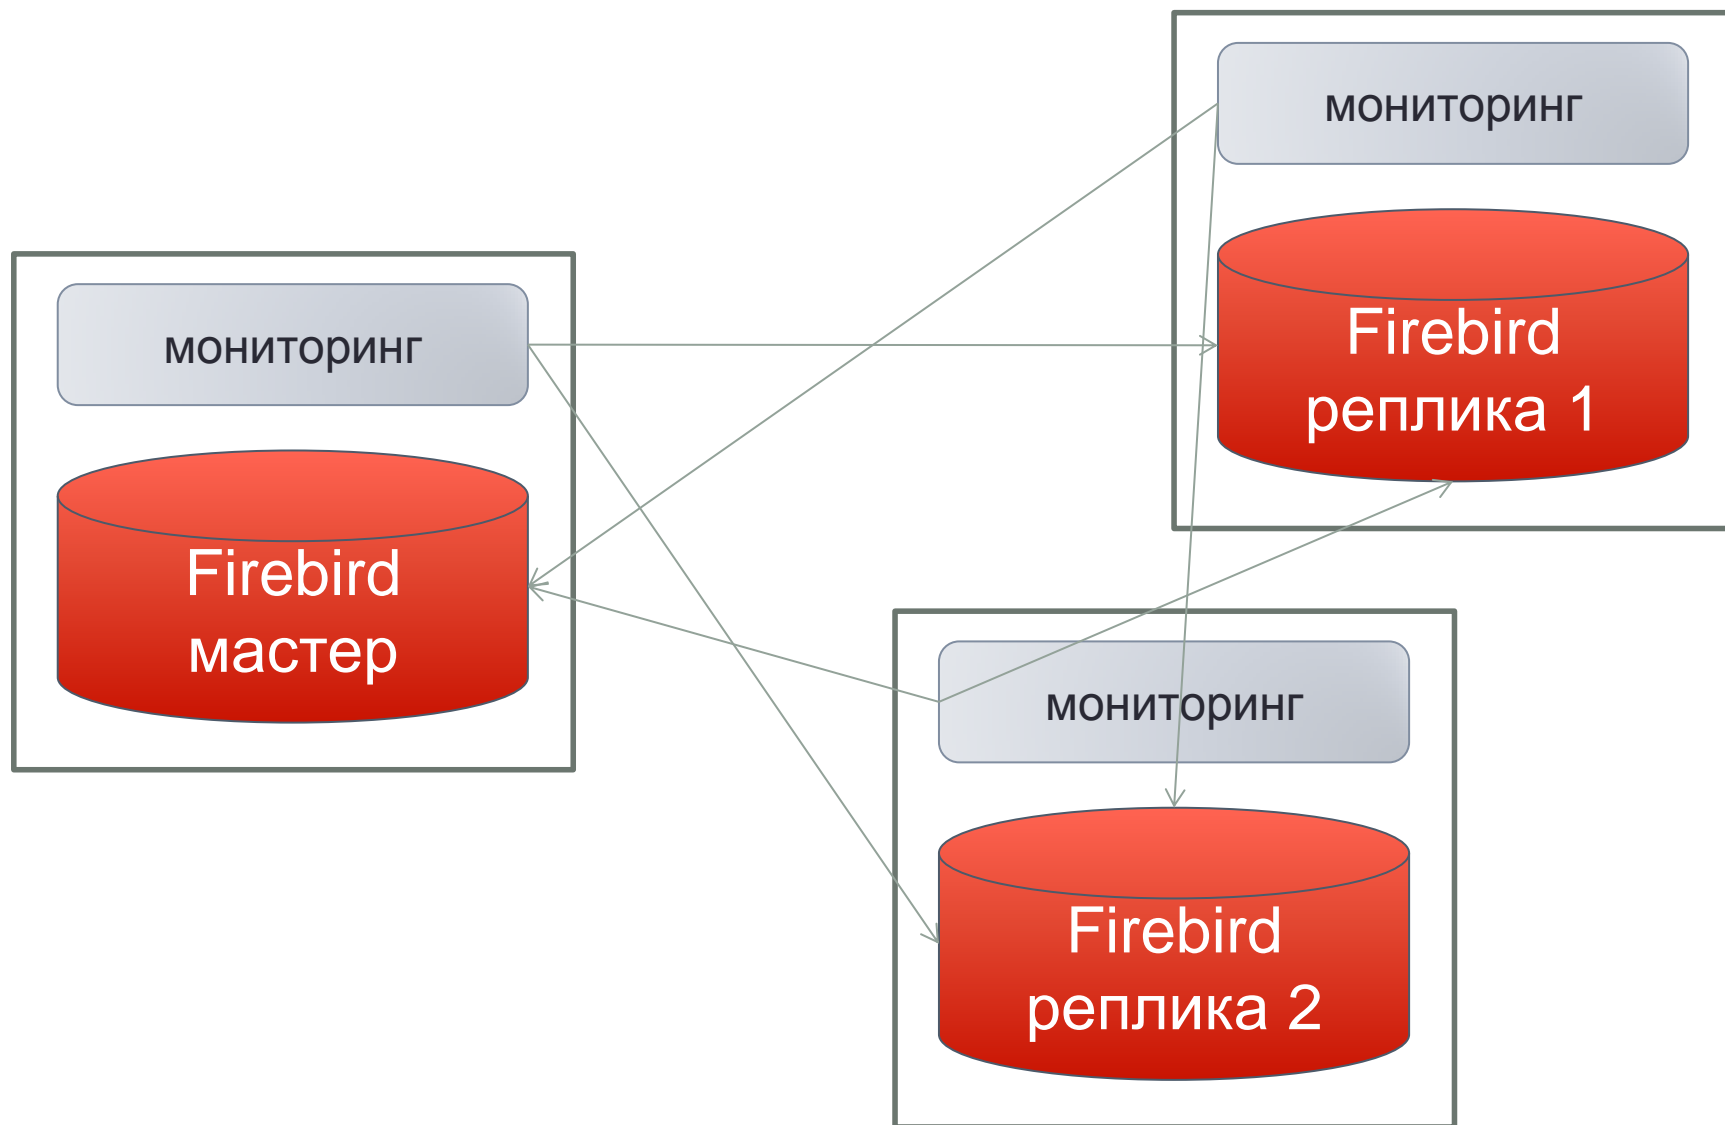 мониторинг
Firebird
мастер
мониторинг
Firebird
реплика 1
мониторинг
Firebird
реплика 2